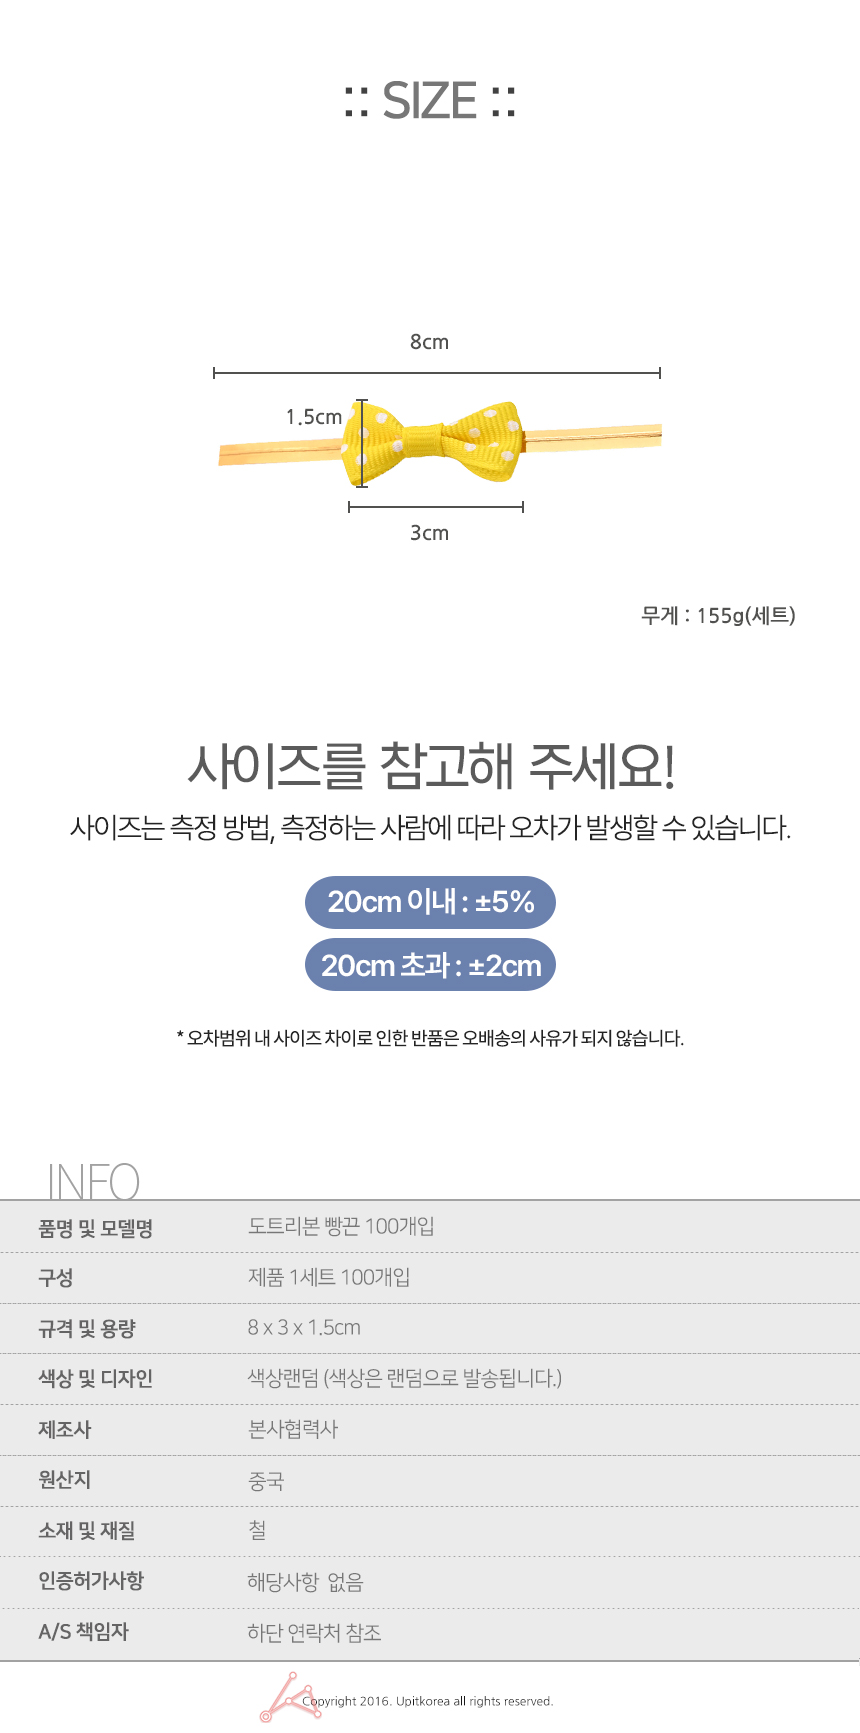 :: SIZE ::
8cm
1.5cm
3cm
무게 : 155g(세트)
사이즈를 참고해 주세요!
사이즈는 측정 방법, 측정하는 사람에 따라 오차가 발생할 수 있습니다.
20cm 이내 : ±5%
20cm 초과 : ±2cm
* 오차범위 내 사이즈 차이로 인한 반품은 오배송의 사유가 되지 않습니다.
INFO
품명 및 모델명 도트리본 빵끈 100개입
구성 제품 1세트 100개입
규격 및 용량 8 x 3 x 1.5cm
색상 및 디자인 색상랜덤 (색상은 랜덤으로 발송됩니다.)
제조사 본사협력사
원산지 중국
소재 및 재질 철
인증허가사항 해당사항 없음
A/S 책임자 하단 연락처 참조
Copyright 2016. Upitkorea all rights reserved.